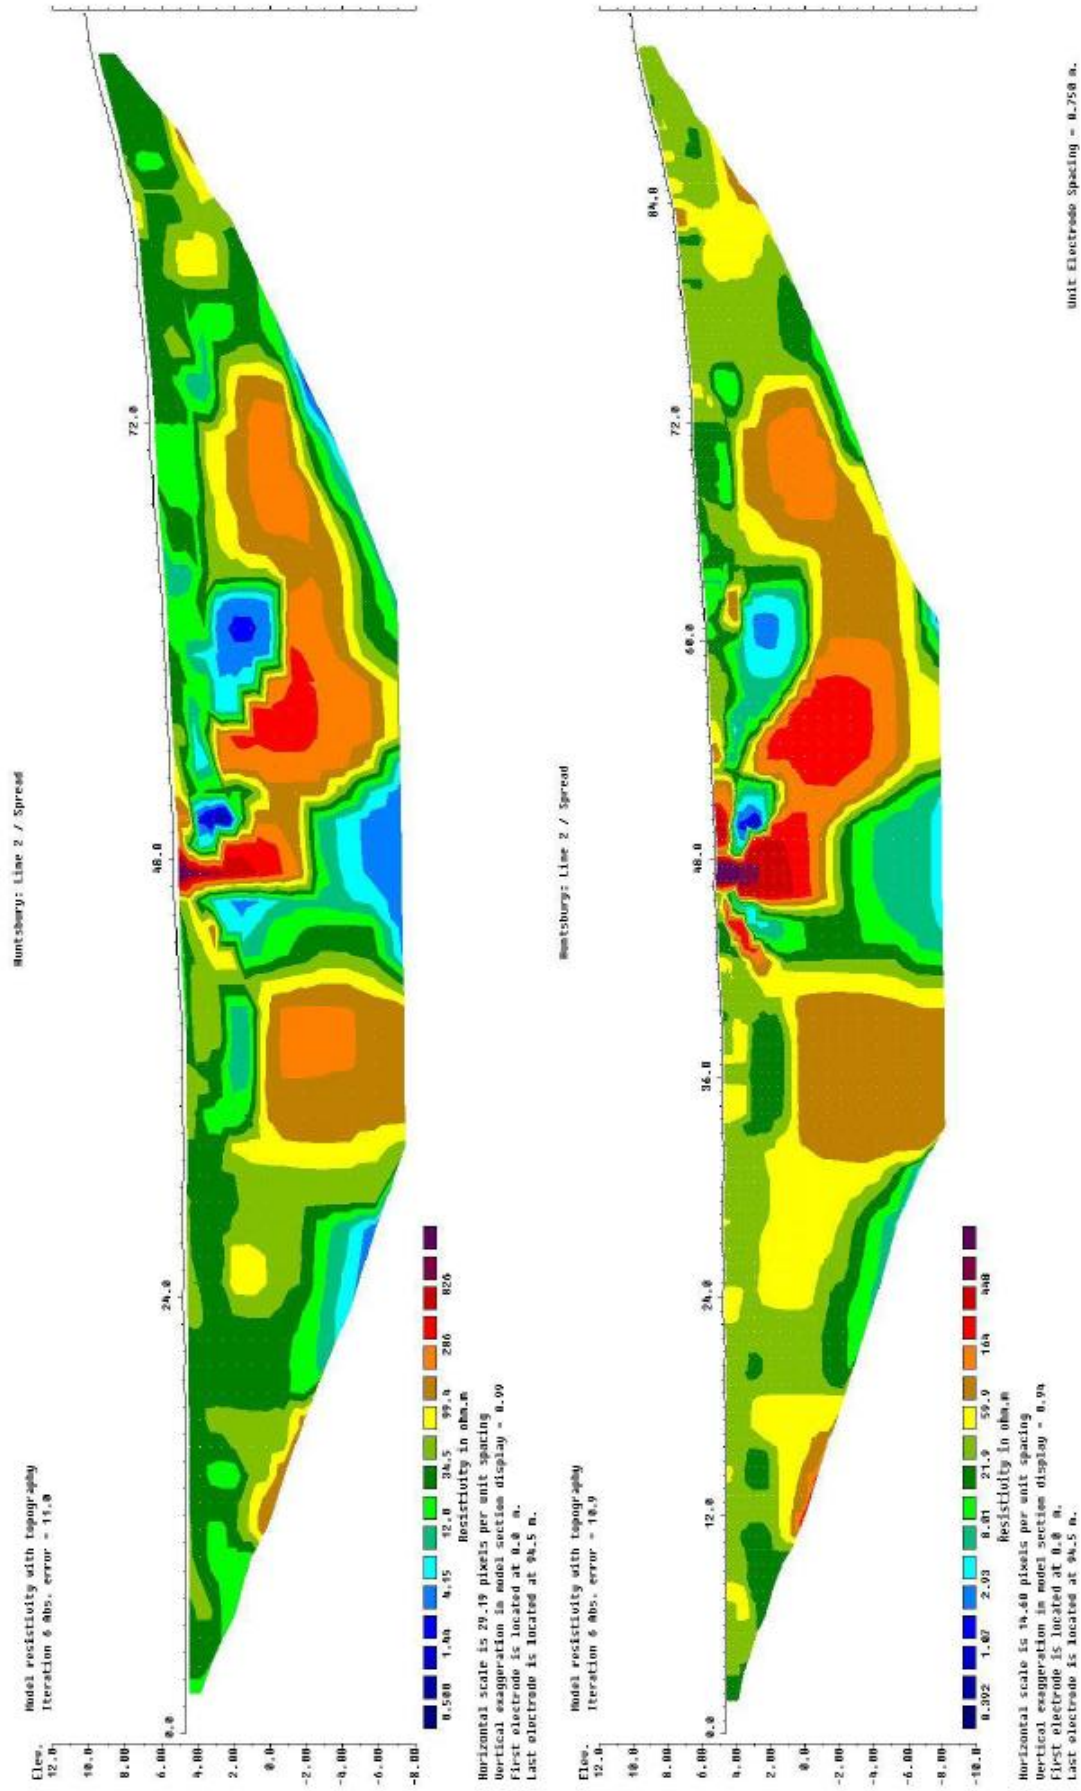 Huntsbury: Line 2 / Spread
Model resistivity with topography
Iteration 6 Abs. error = 11.0
Elev.
12.0
10.0
8.00
6.00
4.00
2.00
0.0
-2.00
-4.00
-6.00
-8.00
0.0
24.0
48.0
72.0
0.508 1.44 4.15 12.0 34.5 99.4 286 826
Resistivity in ohm.m
Horizontal scale is 29.19 pixels per unit spacing
Vertical exaggeration in model section display = 0.99
First electrode is located at 0.0 m.
Last electrode is located at 94.5 m.
Huntsbury: Line 2 / Spread
Model resistivity with topography
Iteration 6 Abs. error = 10.9
Elev.
12.0
10.0
8.00
6.00
4.00
2.00
0.0
-2.00
-4.00
-6.00
-8.00
-10.0
0.0
12.0
24.0
36.0
48.0
60.0
72.0
84.0
0.392 1.07 2.93 8.01 21.9 59.9 164 448
Resistivity in ohm.m
Horizontal scale is 14.60 pixels per unit spacing
Vertical exaggeration in model section display = 0.94
First electrode is located at 0.0 m.
Last electrode is located at 94.5 m.
Unit Electrode Spacing = 0.750 m.